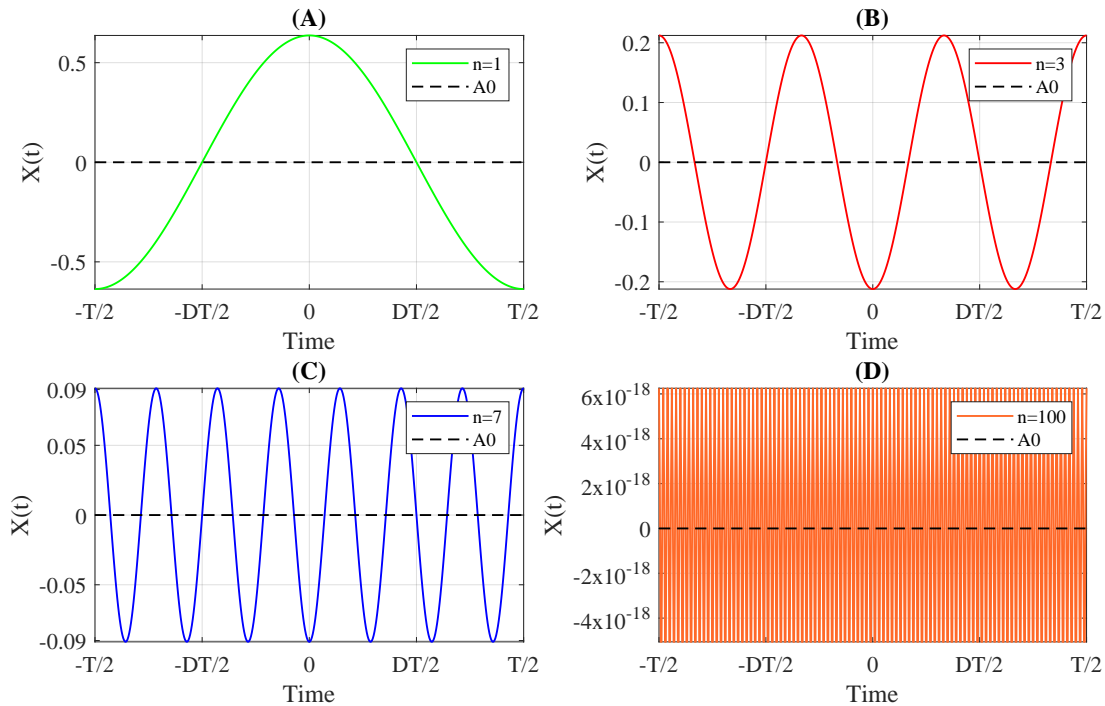 (A)
0.5
0
-0.5
X(t)
n=1
A0
-T/2
-DT/2
0
DT/2
T/2
Time
(B)
0.2
0.1
0
-0.1
-0.2
X(t)
n=3
A0
-T/2
-DT/2
0
DT/2
T/2
Time
(C)
0.09
0.05
0
-0.05
-0.09
X(t)
n=7
A0
-T/2
-DT/2
0
DT/2
T/2
Time
(D)
6x10⁻¹⁸
4x10⁻¹⁸
2x10⁻¹⁸
0
-2x10⁻¹⁸
-4x10⁻¹⁸
X(t)
n=100
A0
-T/2
-DT/2
0
DT/2
T/2
Time